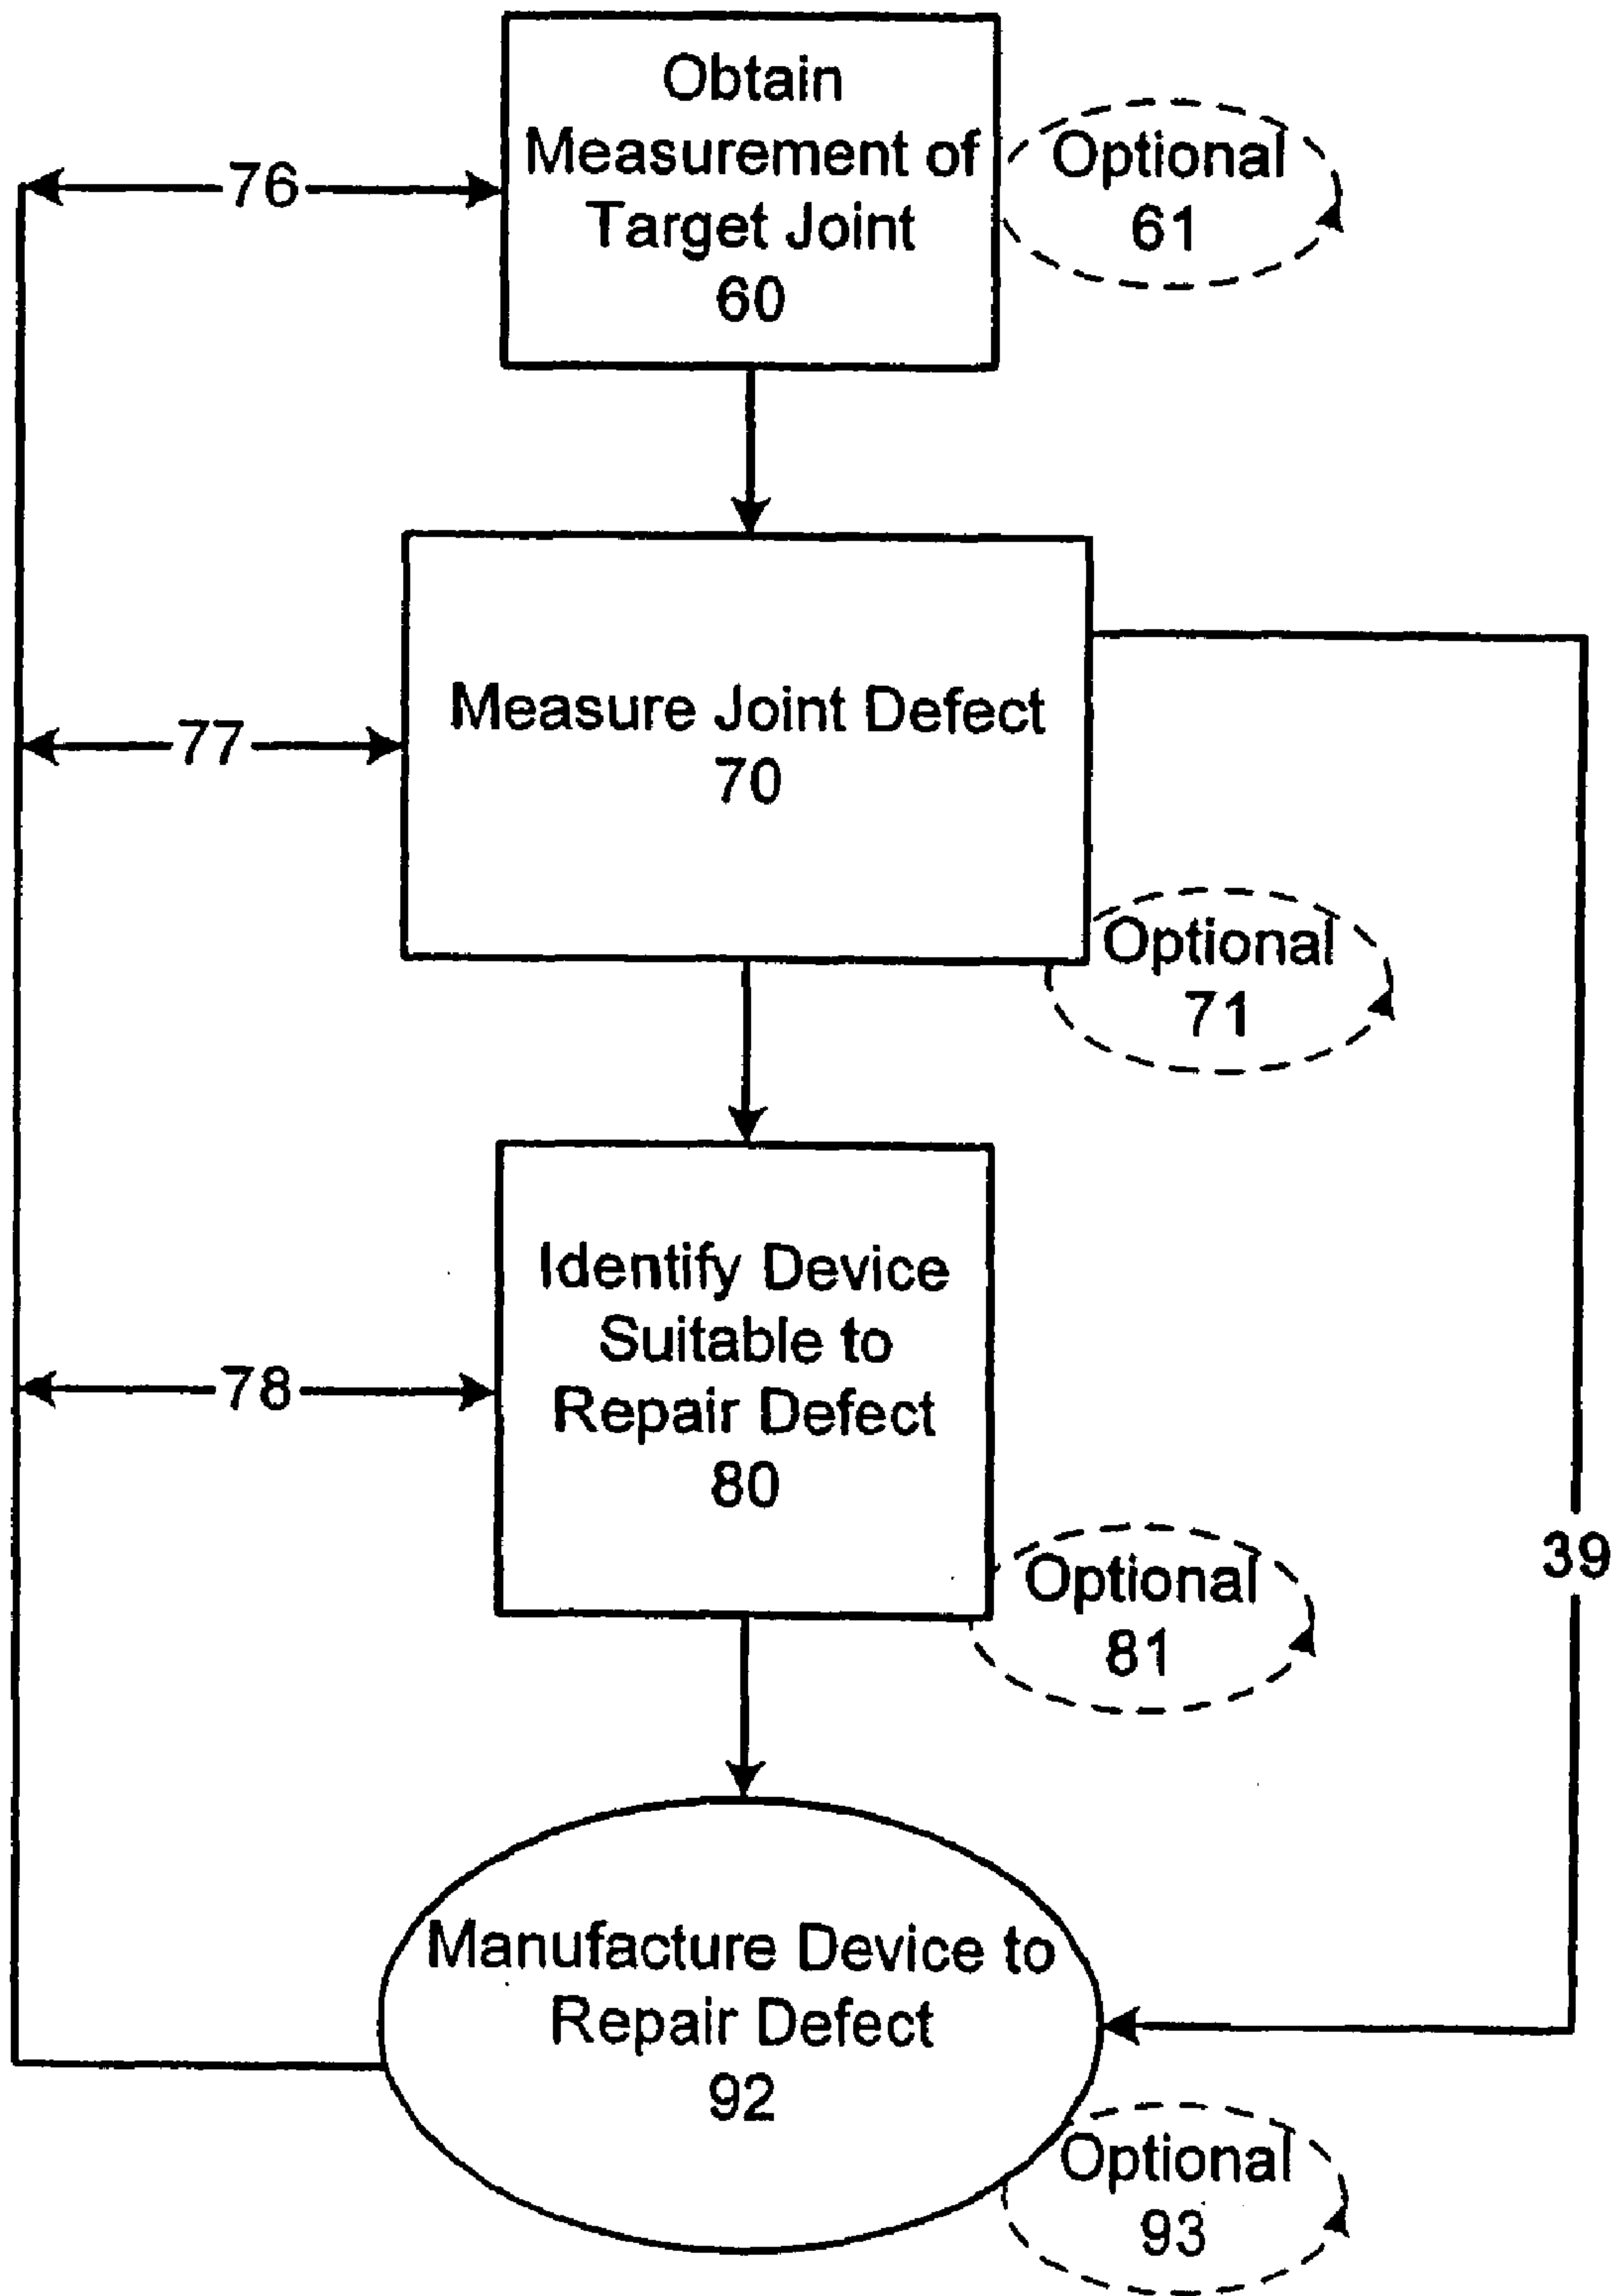 Obtain
Measurement of
Target Joint
60
Optional
61
76
Measure Joint Defect
70
77
Optional
71
Identify Device
Suitable to
Repair Defect
80
78
Optional
81
39
Manufacture Device to
Repair Defect
92
Optional
93